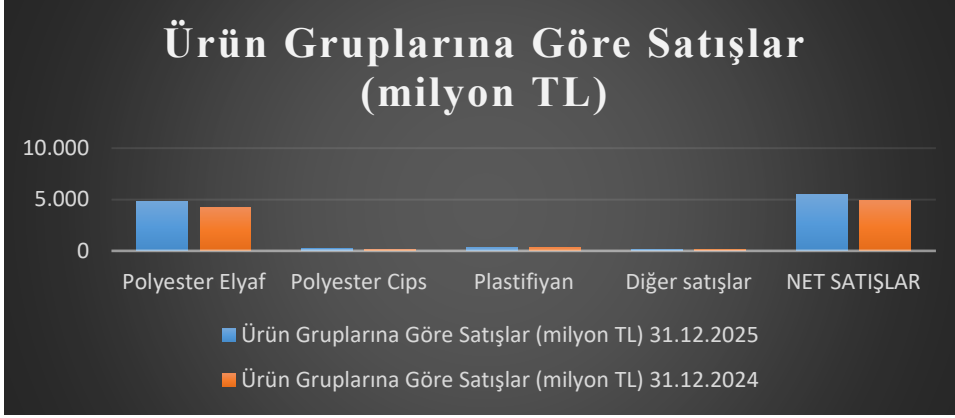 Ürün Gruplarına Göre Satışlar
(milyon TL)
10.000
5.000
0
Polyester Elyaf
Polyester Cips
Plastifiyan
Diğer satışlar
NET SATIŞLAR
Ürün Gruplarına Göre Satışlar (milyon TL) 31.12.2025
Ürün Gruplarına Göre Satışlar (milyon TL) 31.12.2024